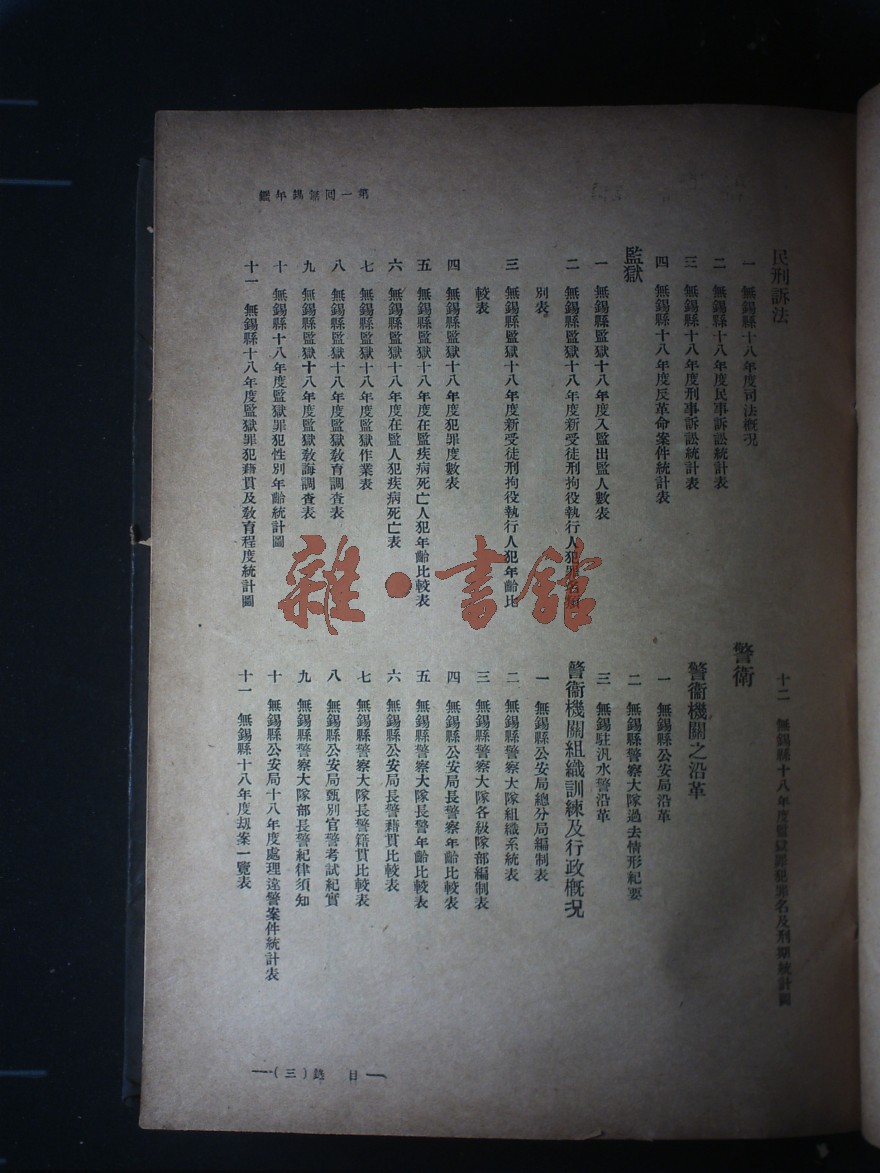 第一回無錫年鑑
民刑訴法
一 無錫縣十八年度司法概况
二 無錫縣十八年度民事訴訟統計表
三 無錫縣十八年度刑事訴訟統計表
四 無錫縣十八年度反革命案件統計表
監獄
一 無錫縣監獄十八年度入監出監人數表
二 無錫縣監獄十八年度新受徒刑拘役執行人犯罪名類
別表
三 無錫縣監獄十八年度新受徒刑拘役執行人犯年齡比
較表
四 無錫縣監獄十八年度犯罪度數表
五 無錫縣監獄十八年度在監疾病死亡人犯年齡比較表
六 無錫縣監獄十八年度在監人犯疾病死亡表
七 無錫縣監獄十八年度監獄作業表
八 無錫縣監獄十八年度監獄教育調查表
九 無錫縣監獄十八年度監獄教誨調查表
十 無錫縣十八年度監獄罪犯性別年齡統計圖
十一 無錫縣十八年度監獄罪犯籍貫及教育程度統計圖
十二 無錫縣十八年度監獄罪犯罪名及刑期統計圖
警衛
警衛機關之沿革
一 無錫縣公安局沿革
二 無錫縣警察大隊過去情形紀要
三 無錫駐汛水警沿革
警衛機關組織訓練及行政概况
一 無錫縣公安局總分局編制表
二 無錫縣警察大隊組織系統表
三 無錫縣警察大隊各級隊部編制表
四 無錫縣公安局長警察年齡比較表
五 無錫縣警察大隊長警年齡比較表
六 無錫縣公安局長警藉貫比較表
七 無錫縣警察大隊長警籍貫比較表
八 無錫縣公安局甄別官警考試紀實
九 無錫縣警察大隊部長警紀律須知
十 無錫縣公安局十八年度處理違警案件統計表
十一 無錫縣十八年度刼案一覽表
目錄(三)
雜·書館